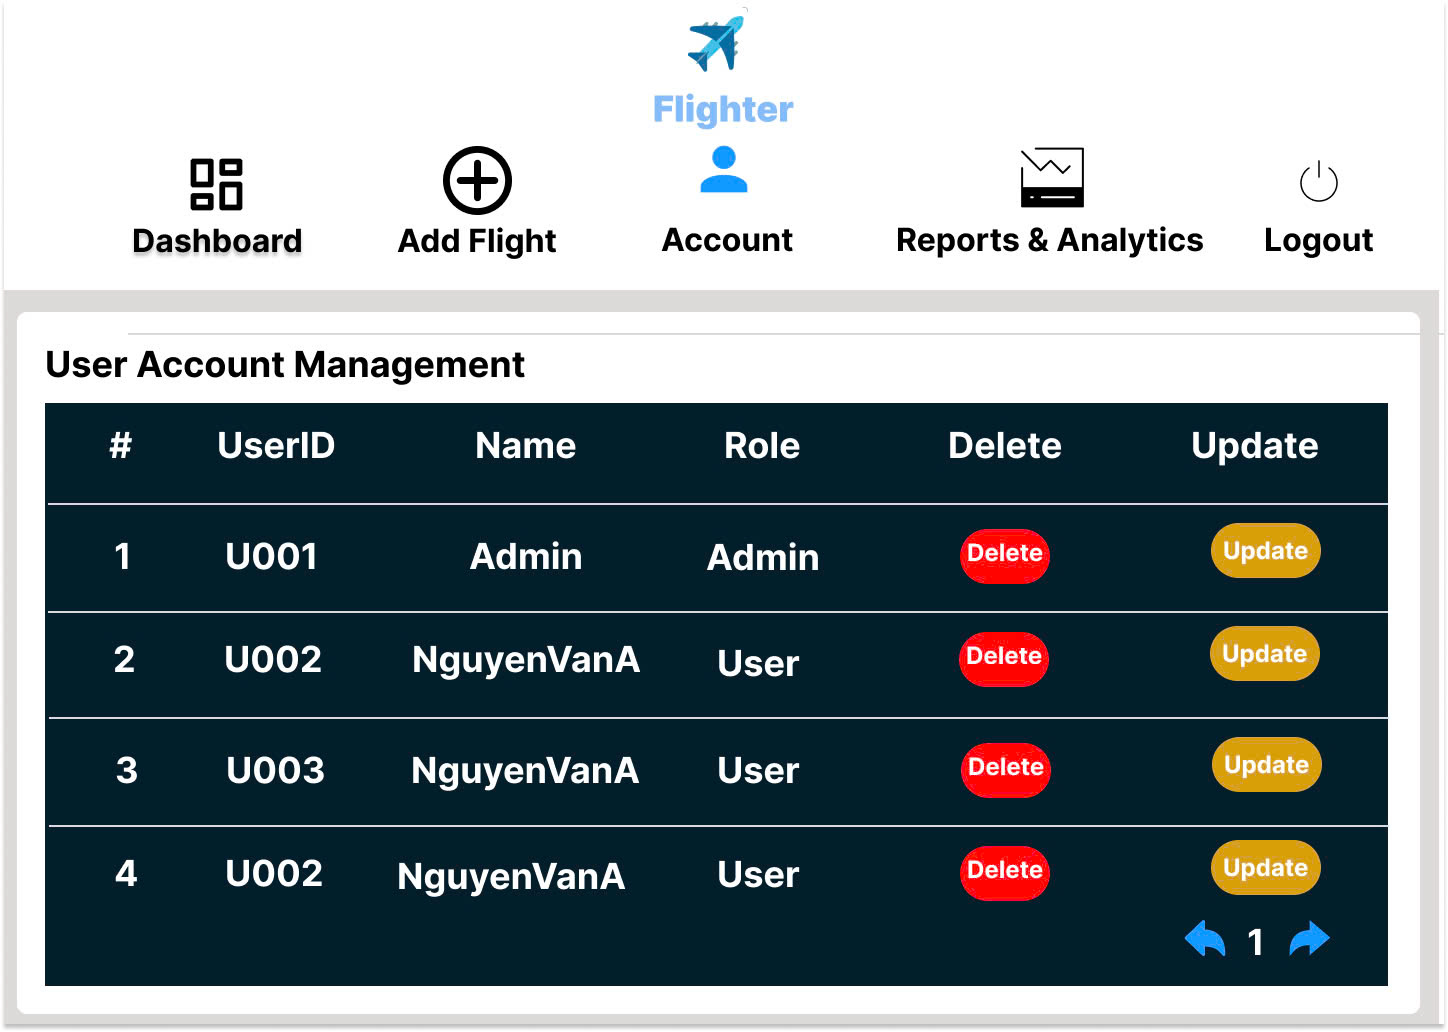 Flighter
Dashboard Add Flight Account Reports & Analytics Logout
User Account Management
# UserID Name Role Delete Update
1 U001 Admin Admin Delete Update
2 U002 NguyenVanA User Delete Update
3 U003 NguyenVanA User Delete Update
4 U002 NguyenVanA User Delete Update
1